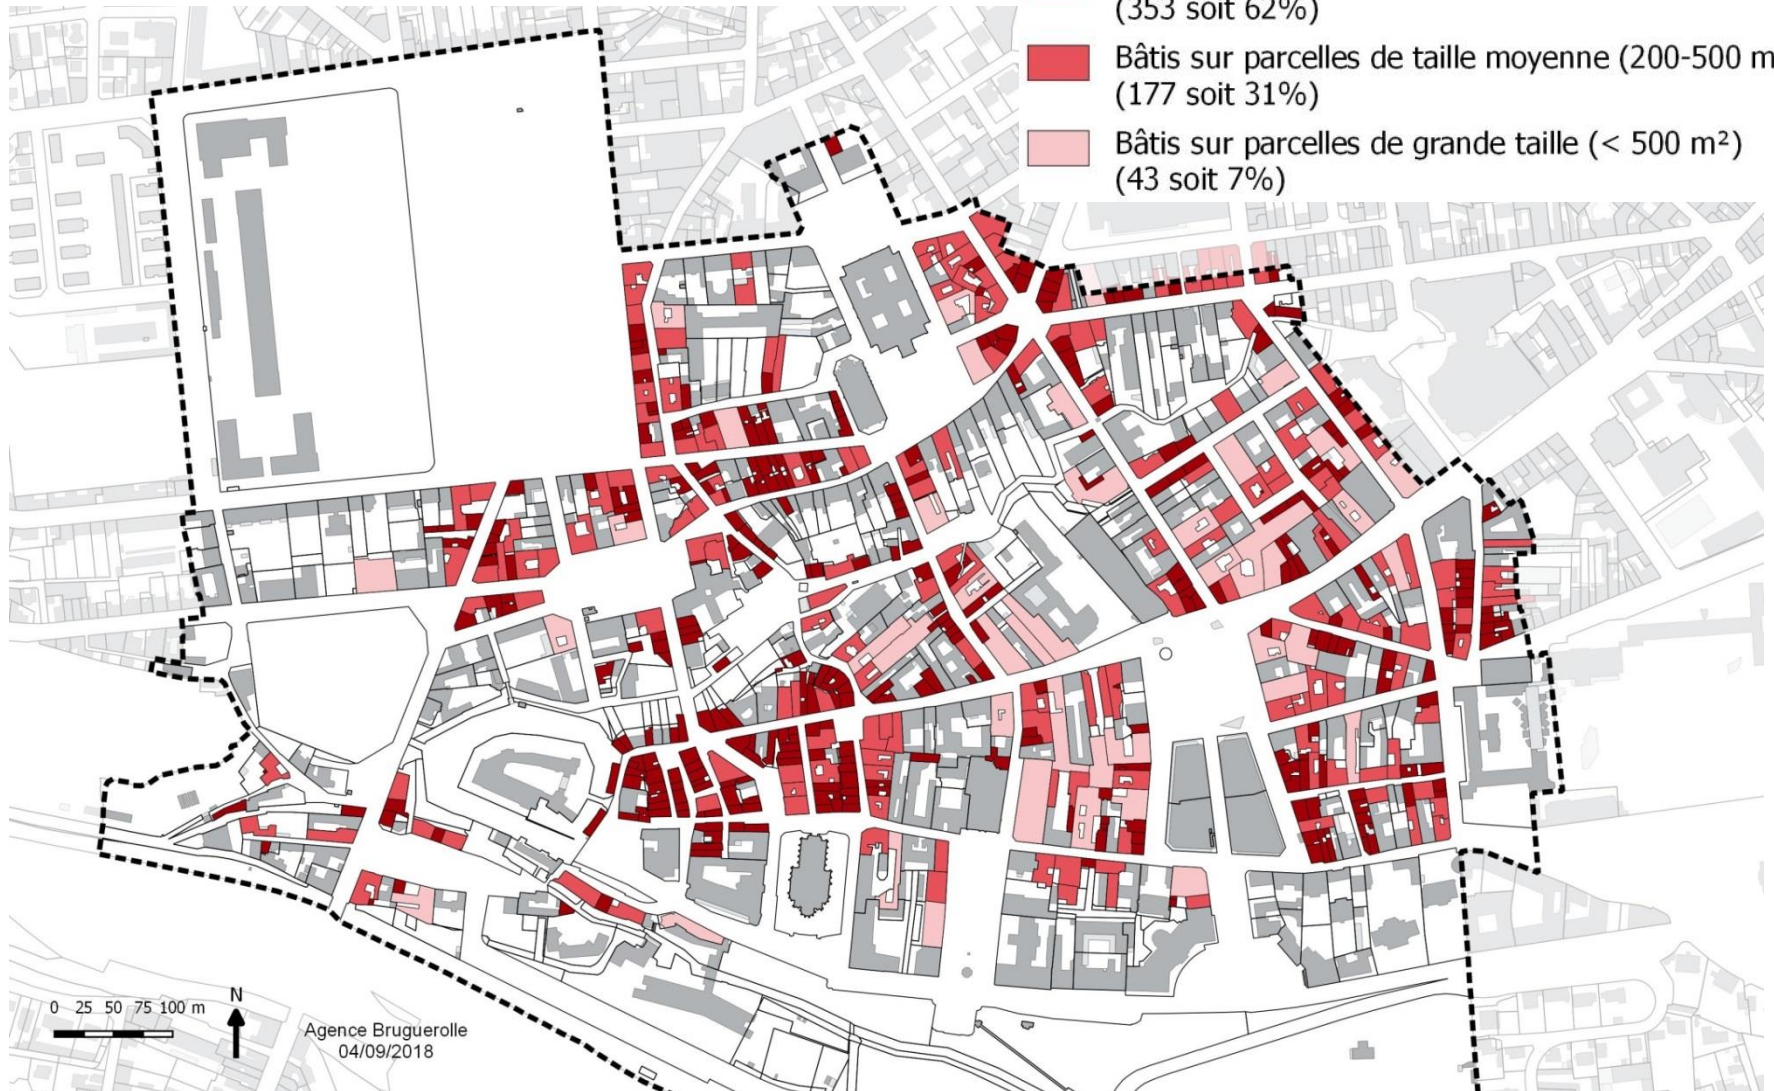 (353 soit 62%)
Bâtis sur parcelles de taille moyenne (200-500 m
(177 soit 31%)
Bâtis sur parcelles de grande taille (< 500 m²)
(43 soit 7%)
0 25 50 75 100 m
N
Agence Bruguerolle
04/09/2018